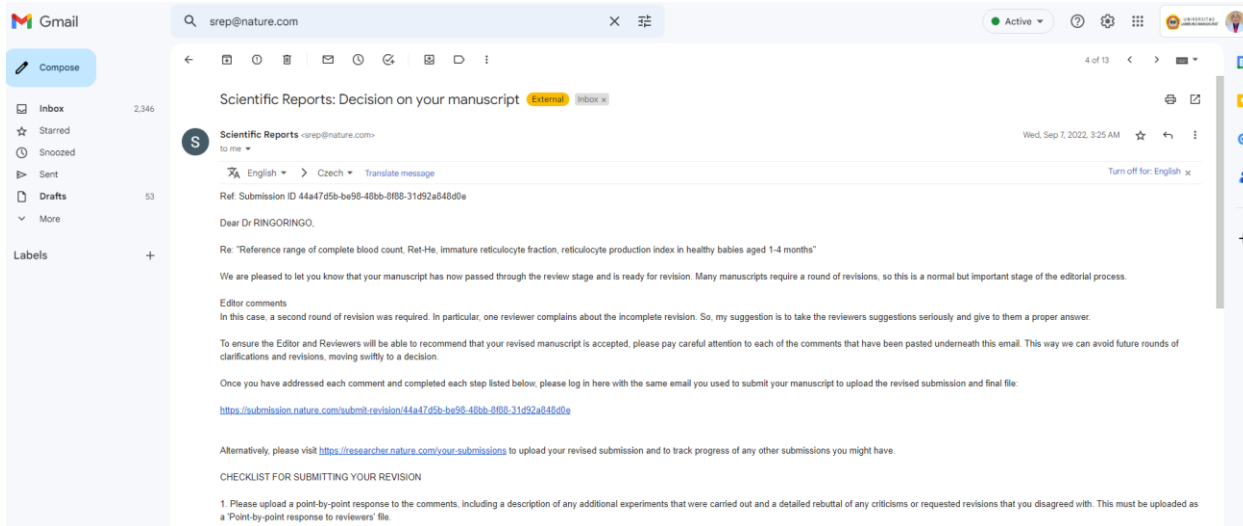 Gmail
srep@nature.com
Active
UNIVERSITAS
LAMBUNG MANGKURAT
Compose
4 of 13
Inbox 2,346
Starred
Snoozed
Sent
Drafts 53
More
Labels
Scientific Reports: Decision on your manuscript External Inbox x
S
Scientific Reports <srep@nature.com>
Wed, Sep 7, 2022, 3:25 AM
to me
English > Czech Translate message
Turn off for: English x
Ref: Submission ID 44a47d5b-be98-48bb-8f88-31d92a848d0e
Dear Dr RINGORINGO,
Re: "Reference range of complete blood count, Ret-He, immature reticulocyte fraction, reticulocyte production index in healthy babies aged 1-4 months"
We are pleased to let you know that your manuscript has now passed through the review stage and is ready for revision. Many manuscripts require a round of revisions, so this is a normal but important stage of the editorial process.
Editor comments
In this case, a second round of revision was required. In particular, one reviewer complains about the incomplete revision. So, my suggestion is to take the reviewers suggestions seriously and give to them a proper answer.
To ensure the Editor and Reviewers will be able to recommend that your revised manuscript is accepted, please pay careful attention to each of the comments that have been pasted underneath this email. This way we can avoid future rounds of
clarifications and revisions, moving swiftly to a decision.
Once you have addressed each comment and completed each step listed below, please log in here with the same email you used to submit your manuscript to upload the revised submission and final file:
https://submission.nature.com/submit-revision/44a47d5b-be98-48bb-8f88-31d92a848d0e
Alternatively, please visit https://researcher.nature.com/your-submissions to upload your revised submission and to track progress of any other submissions you might have.
CHECKLIST FOR SUBMITTING YOUR REVISION
1. Please upload a point-by-point response to the comments, including a description of any additional experiments that were carried out and a detailed rebuttal of any criticisms or requested revisions that you disagreed with. This must be uploaded as
a 'Point-by-point response to reviewers' file.